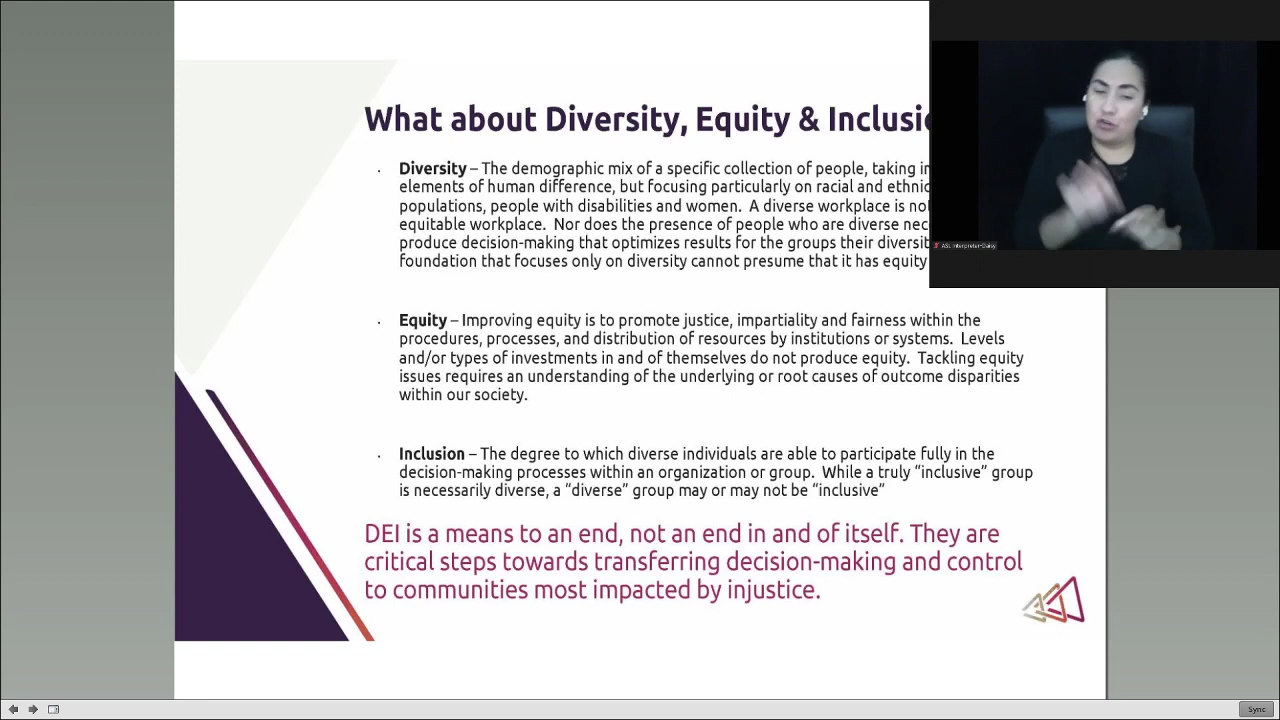 What about Diversity, Equity & Inclusi
· Diversity – The demographic mix of a specific collection of people, taking
elements of human difference, but focusing particularly on racial and
populations, people with disabilities and women. A diverse workplace is
equitable workplace. Nor does the presence of people who are diverse
produce decision-making that optimizes results for the groups their
foundation that focuses only on diversity cannot presume that it has equity
· Equity – Improving equity is to promote justice, impartiality and fairness within the
procedures, processes, and distribution of resources by institutions or systems. Levels
and/or types of investments in and of themselves do not produce equity. Tackling equity
issues requires an understanding of the underlying or root causes of outcome disparities
within our society.
· Inclusion – The degree to which diverse individuals are able to participate fully in the
decision-making processes within an organization or group. While a truly “inclusive” group
is necessarily diverse, a “diverse” group may or may not be “inclusive”
DEI is a means to an end, not an end in and of itself. They are
critical steps towards transferring decision-making and control
to communities most impacted by injustice.
ASL Interpreter-Daisy
Sync